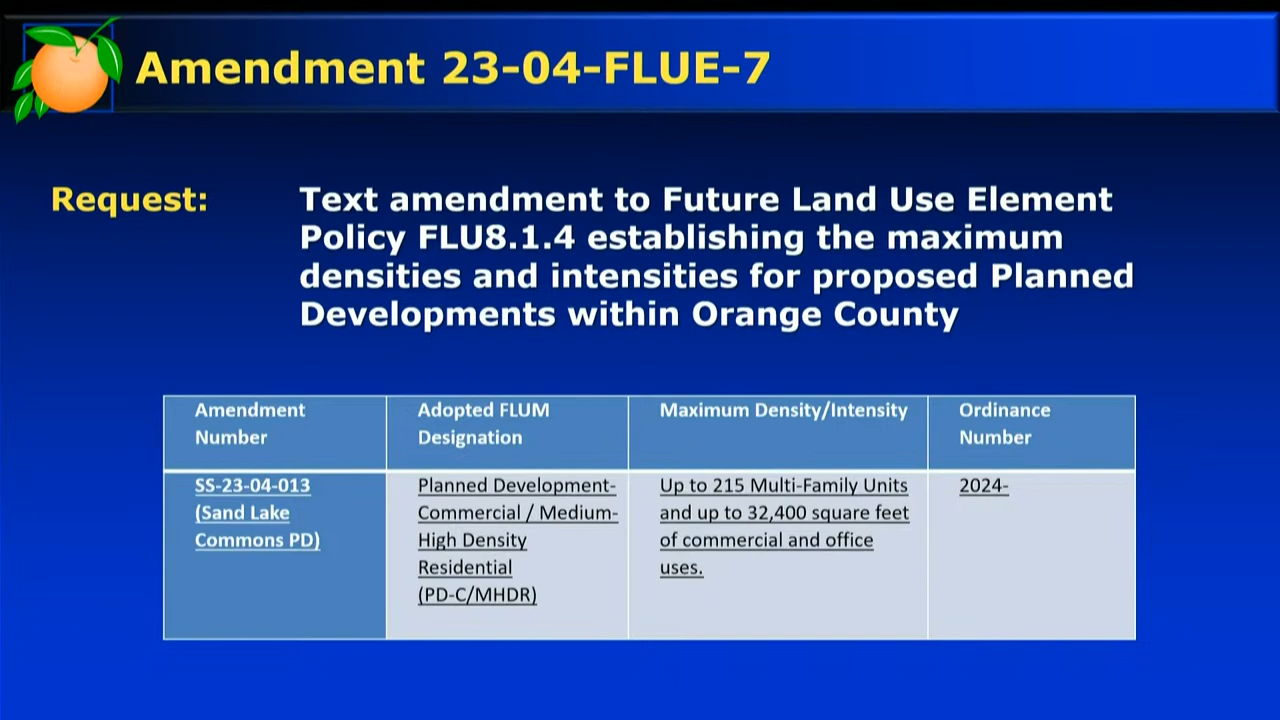 Amendment 23-04-FLUE-7
Request:
Text amendment to Future Land Use Element
Policy FLU8.1.4 establishing the maximum
densities and intensities for proposed Planned
Developments within Orange County
Amendment
Number
Adopted FLUM
Designation
Maximum Density/Intensity
Ordinance
Number
SS-23-04-013
(Sand Lake
Commons PD)
Planned Development-
Commercial / Medium-
High Density
Residential
(PD-C/MHDR)
Up to 215 Multi-Family Units
and up to 32,400 square feet
of commercial and office
uses.
2024-